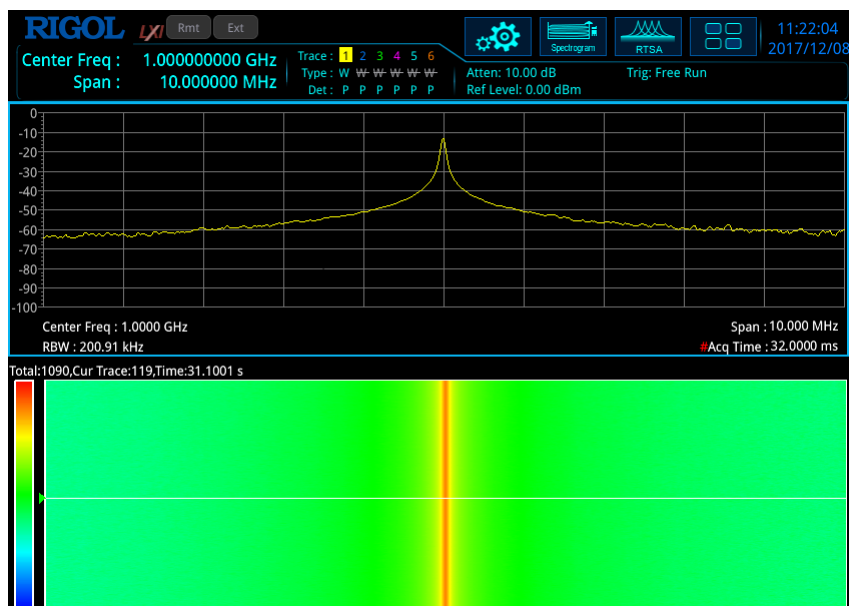 RIGOL LXI Rmt Ext
Spectrogram RTSA
11:22:04
2017/12/08
Center Freq : 1.000000000 GHz
Span : 10.000000 MHz
Trace : 1 2 3 4 5 6
Type : W W W W W W
Det : P P P P P P
Atten: 10.00 dB Trig: Free Run
Ref Level: 0.00 dBm
0
-10
-20
-30
-40
-50
-60
-70
-80
-90
-100
Center Freq : 1.0000 GHz Span : 10.000 MHz
RBW : 200.91 kHz #Acq Time : 32.0000 ms
Total:1090,Cur Trace:119,Time:31.1001 s